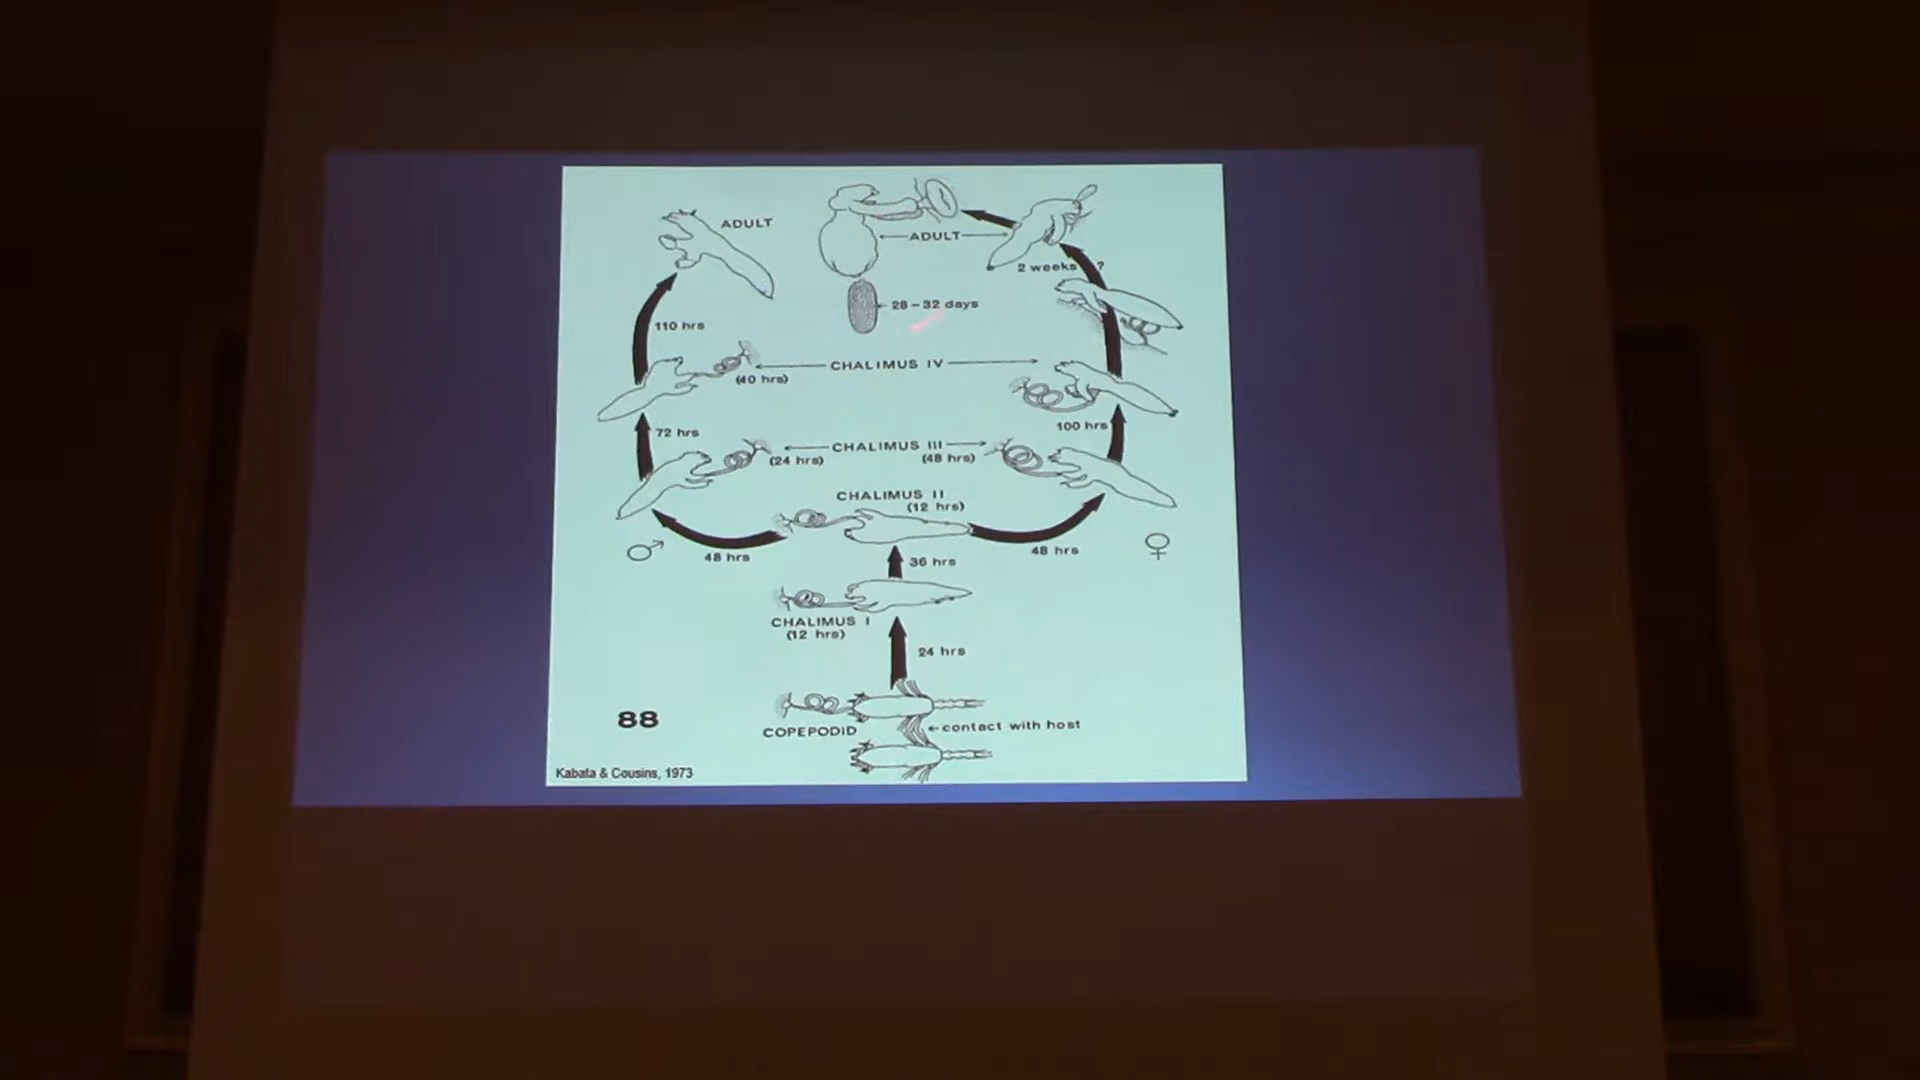 ADULT
ADULT
2 weeks ?
28-32 days
110 hrs
CHALIMUS IV
(40 hrs)
72 hrs
100 hrs
CHALIMUS III
(24 hrs)
(48 hrs)
CHALIMUS II
(12 hrs)
♂
48 hrs
48 hrs
♀
36 hrs
CHALIMUS I
(12 hrs)
24 hrs
88
COPEPODID
contact with host
Kabata & Cousins, 1973